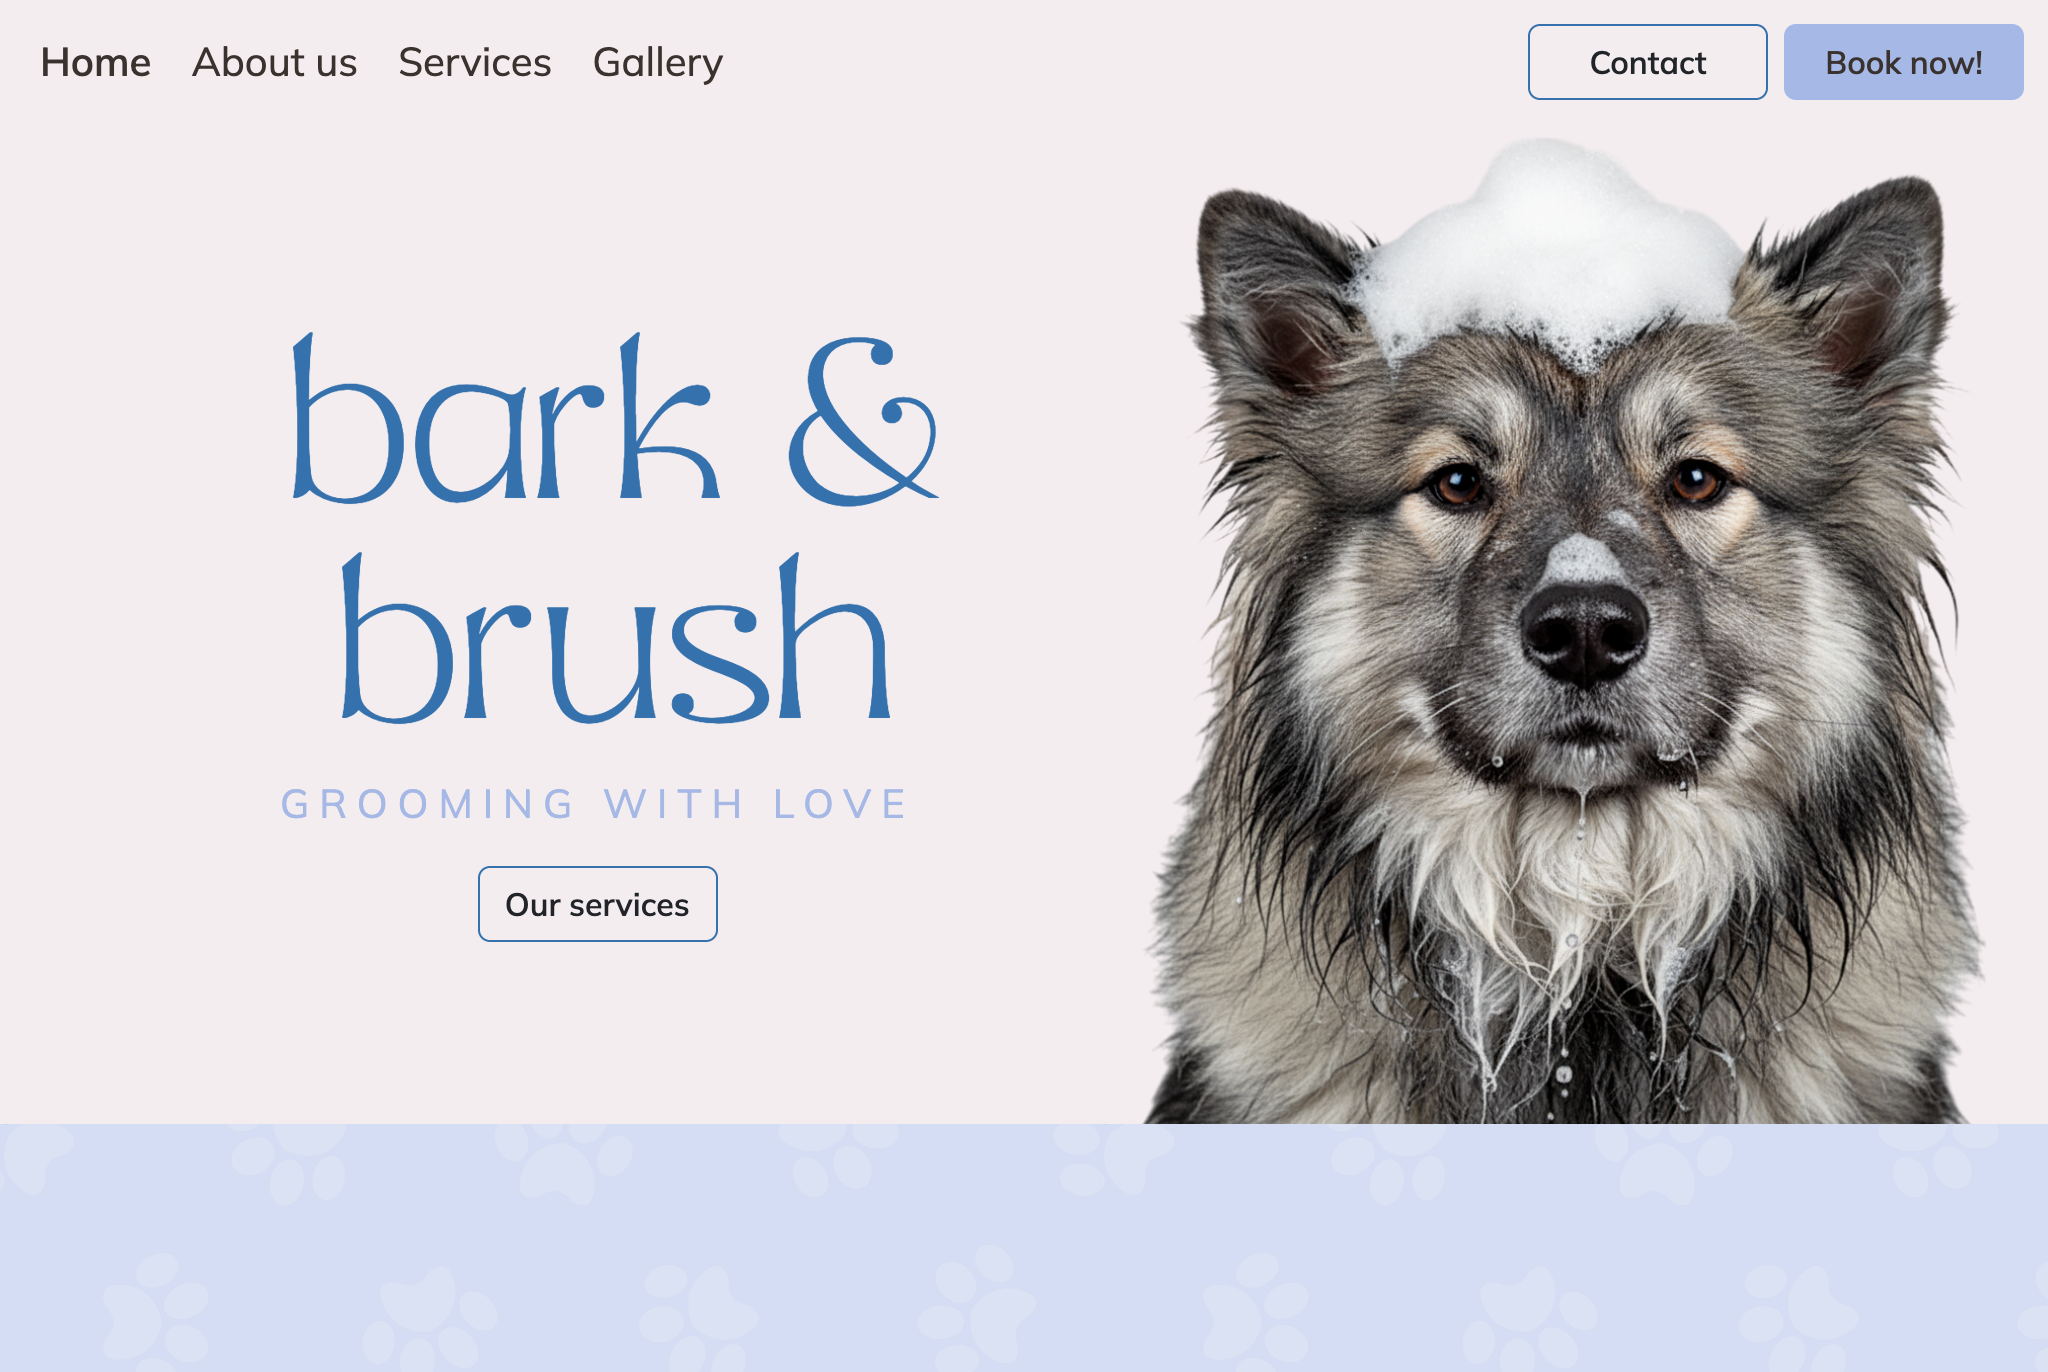 Home About us Services Gallery Contact Book now!
bark &
brush
GROOMING WITH LOVE
Our services